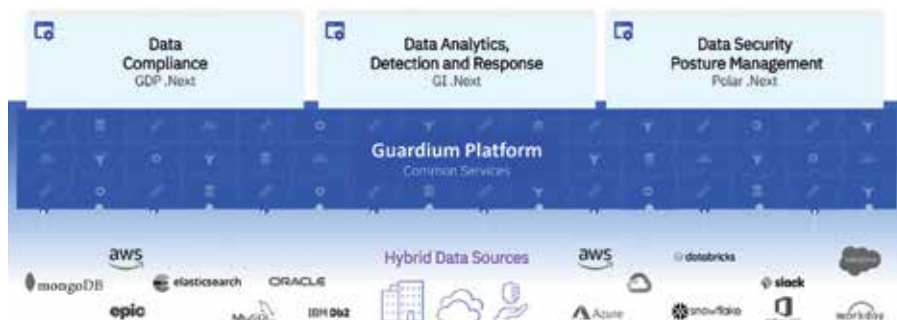 Data
Compliance
GDP .Next
Data Analytics,
Detection and Response
GI .Next
Data Security
Posture Management
Polar .Next
Guardium Platform
Common Services
Hybrid Data Sources
aws
mongoDB
elasticsearch
ORACLE
epic
MySQL
IBM Db2
aws
databricks
slack
Azure
snowflake
workday